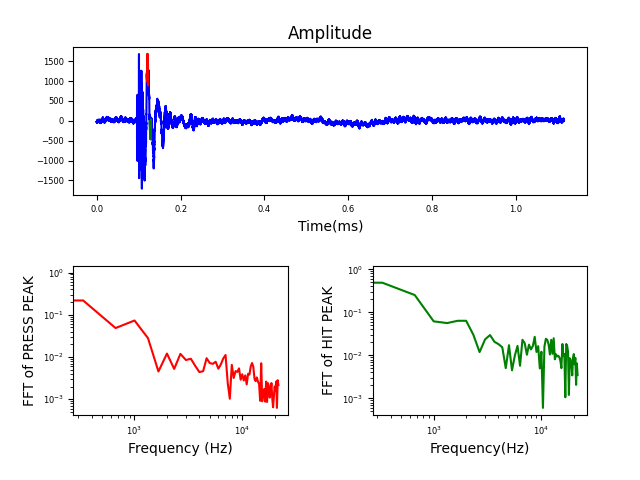 Amplitude
1500
1000
500
0
−500
−1000
−1500
0.0 0.2 0.4 0.6 0.8 1.0
Time(ms)
FFT of PRESS PEAK
10⁰
10⁻¹
10⁻²
10⁻³
10³ 10⁴
Frequency (Hz)
FFT of HIT PEAK
10⁰
10⁻¹
10⁻²
10⁻³
10³ 10⁴
Frequency(Hz)